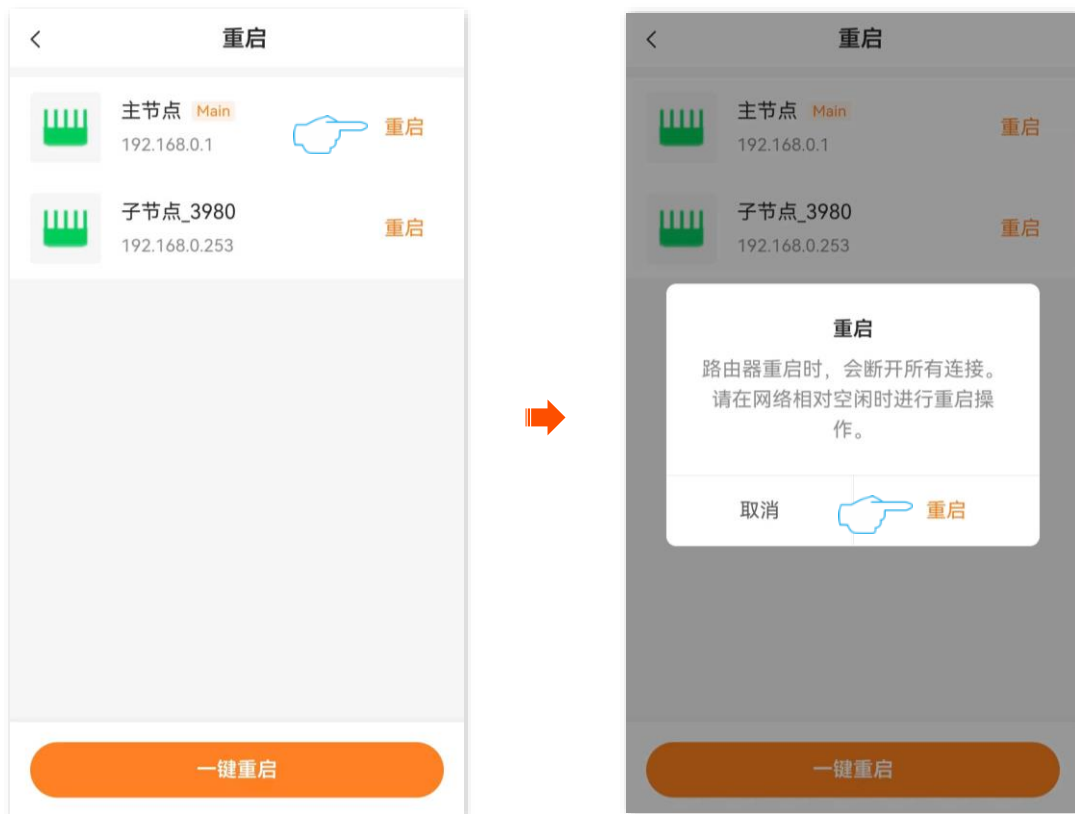 重启
主节点 Main
192.168.0.1
重启
子节点_3980
192.168.0.253
重启
一键重启
重启
主节点 Main
192.168.0.1
重启
子节点_3980
192.168.0.253
重启
重启
路由器重启时，会断开所有连接。
请在网络相对空闲时进行重启操
作。
取消
重启
一键重启